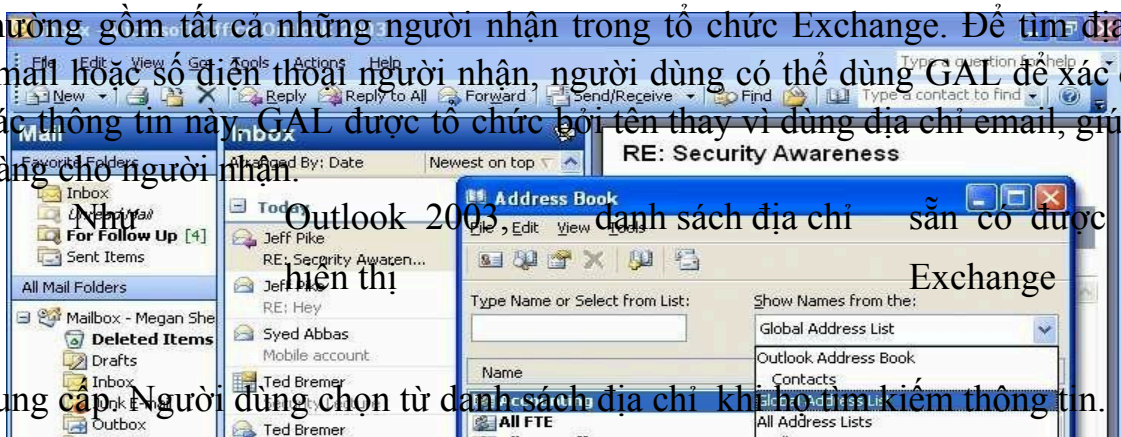 hường gồm tất cả những người nhận trong tổ chức Exchange. Để tìm địa
File Edit View Go Tools Actions Help
Type a question for help
mail hoặc số điện thoại người nhận, người dùng có thể dùng GAL để xác
New Reply Reply to All Forward Send/Receive Find Type a contact to find
ác thông tin này. GAL được tổ chức bởi tên thay vì dùng địa chỉ email, giú
Mail
Inbox
RE: Security Awareness
Favorite Folders
Arranged By: Date Newest on top
àng cho người nhận.
Inbox
Unread Mail
For Follow Up [4]
Sent Items
All Mail Folders
Mailbox - Megan She
Deleted Items
Drafts
Inbox
Junk E-mail
Outbox
Today
Jeff Pike
RE: Security Awaren...
Jeff Pike
RE: Hey
Syed Abbas
Mobile account
Ted Bremer
Ted Bremer
Address Book
File Edit View Tools
Như Outlook 2003, danh sách địa chỉ sẵn có được
hiển thị Exchange
Type Name or Select from List:
Show Names from the:
Global Address List
Outlook Address Book
Contacts
Global Address List
All Address Lists
Name
Accounting
All FTE
ung cấp. Người dùng chọn từ danh sách địa chỉ khi họ tìm kiếm thông tin.